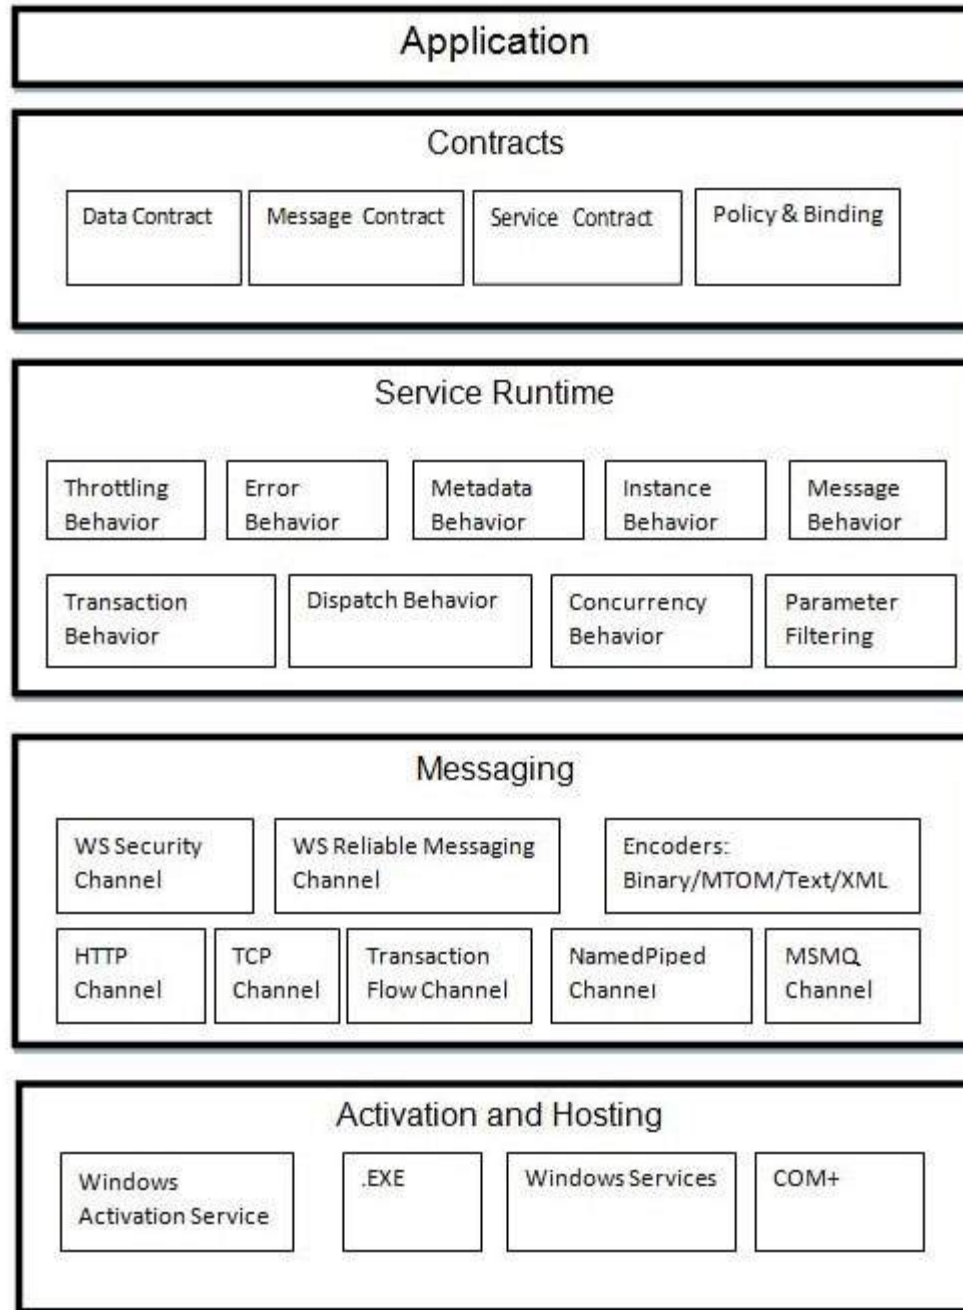 Application
Contracts
Data Contract
Message Contract
Service Contract
Policy & Binding
Service Runtime
Throttling
Behavior
Error
Behavior
Metadata
Behavior
Instance
Behavior
Message
Behavior
Transaction
Behavior
Dispatch Behavior
Concurrency
Behavior
Parameter
Filtering
Messaging
WS Security
Channel
WS Reliable Messaging
Channel
Encoders:
Binary/MTOM/Text/XML
HTTP
Channel
TCP
Channel
Transaction
Flow Channel
NamedPiped
Channel
MSMQ
Channel
Activation and Hosting
Windows
Activation Service
.EXE
Windows Services
COM+